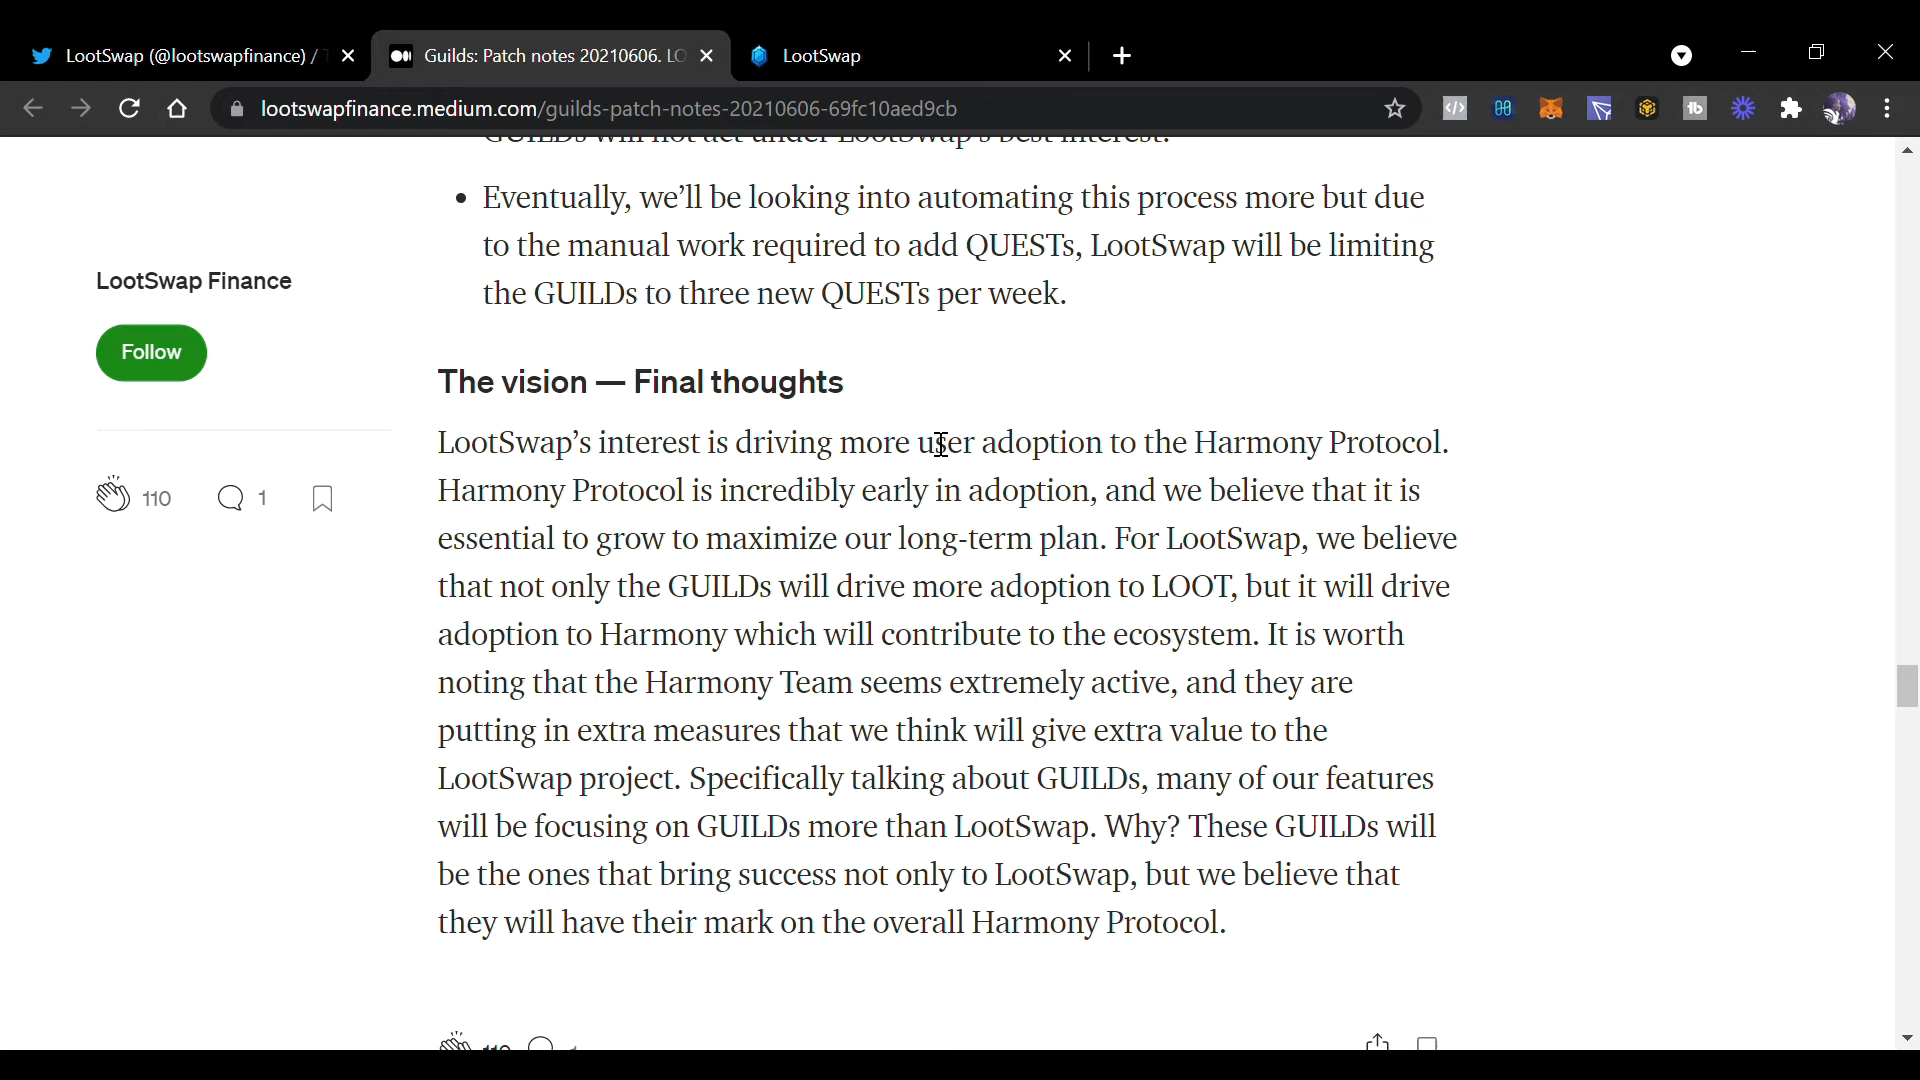 LootSwap (@lootswapfinance) /
Guilds: Patch notes 20210606. LO
LootSwap
lootswapfinance.medium.com/guilds-patch-notes-20210606-69fc10aed9cb
GUILDs will not act under LootSwap's best interest.
• Eventually, we’ll be looking into automating this process more but due
to the manual work required to add QUESTs, LootSwap will be limiting
the GUILDs to three new QUESTs per week.
LootSwap Finance
Follow
110
1
The vision — Final thoughts
LootSwap’s interest is driving more user adoption to the Harmony Protocol.
Harmony Protocol is incredibly early in adoption, and we believe that it is
essential to grow to maximize our long-term plan. For LootSwap, we believe
that not only the GUILDs will drive more adoption to LOOT, but it will drive
adoption to Harmony which will contribute to the ecosystem. It is worth
noting that the Harmony Team seems extremely active, and they are
putting in extra measures that we think will give extra value to the
LootSwap project. Specifically talking about GUILDs, many of our features
will be focusing on GUILDs more than LootSwap. Why? These GUILDs will
be the ones that bring success not only to LootSwap, but we believe that
they will have their mark on the overall Harmony Protocol.
110